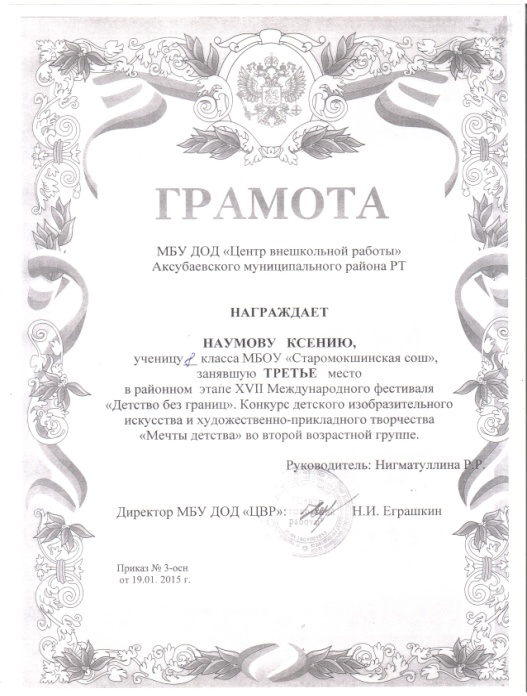 ГРАМОТА
МБУ ДОД «Центр внешкольной работы»
Аксубаевского муниципального района РТ
НАГРАЖДАЕТ
НАУМОВУ КСЕНИЮ,
ученицу 8 класса МБОУ «Старомокшинская сош»,
занявшую ТРЕТЬЕ место
в районном этапе XVII Международного фестиваля
«Детство без границ». Конкурс детского изобразительного
искусства и художественно-прикладного творчества
«Мечты детства» во второй возрастной группе.
Руководитель: Нигматуллина Р.Р.
Директор МБУ ДОД «ЦВР»: Н.И. Еграшкин
Приказ № 3-осн
от 19.01. 2015 г.